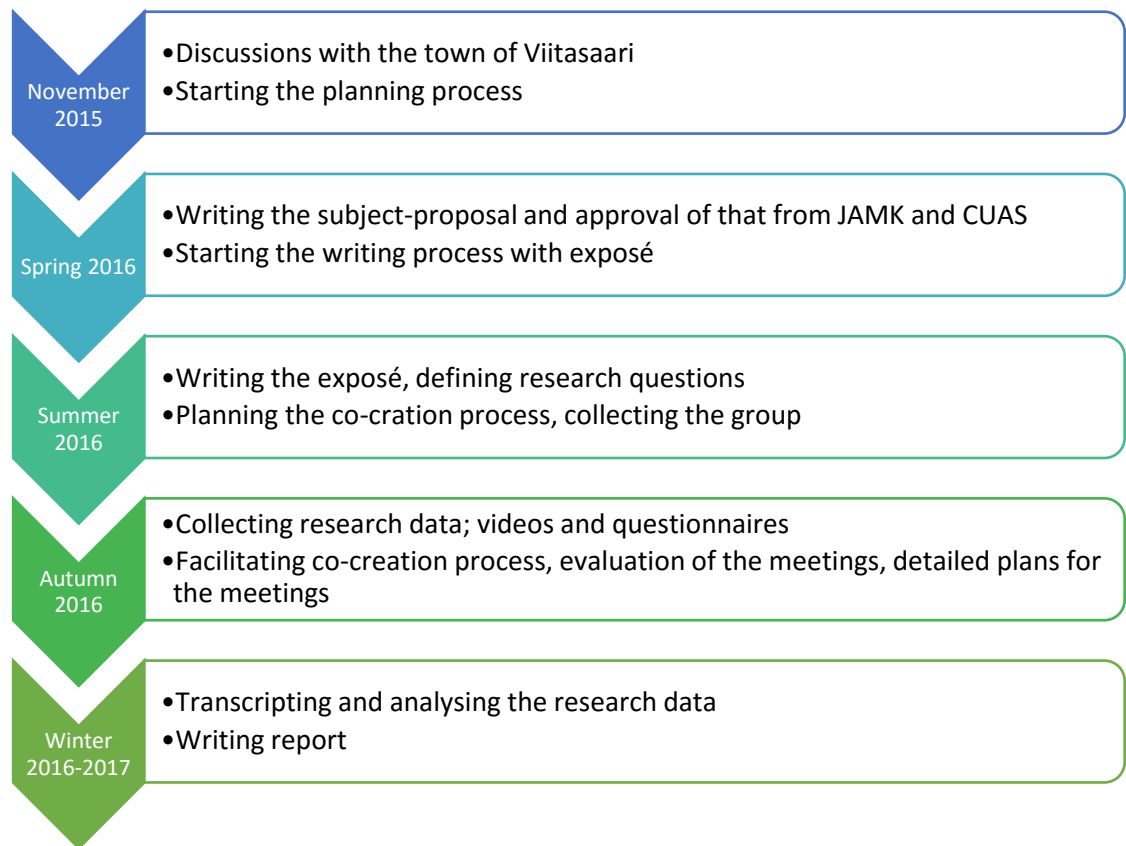 November
2015
•Discussions with the town of Viitasaari
•Starting the planning process
Spring 2016
•Writing the subject-proposal and approval of that from JAMK and CUAS
•Starting the writing process with exposé
Summer
2016
•Writing the exposé, defining research questions
•Planning the co-cration process, collecting the group
Autumn
2016
•Collecting research data; videos and questionnaires
•Facilitating co-creation process, evaluation of the meetings, detailed plans for
the meetings
Winter
2016-2017
•Transcripting and analysing the research data
•Writing report